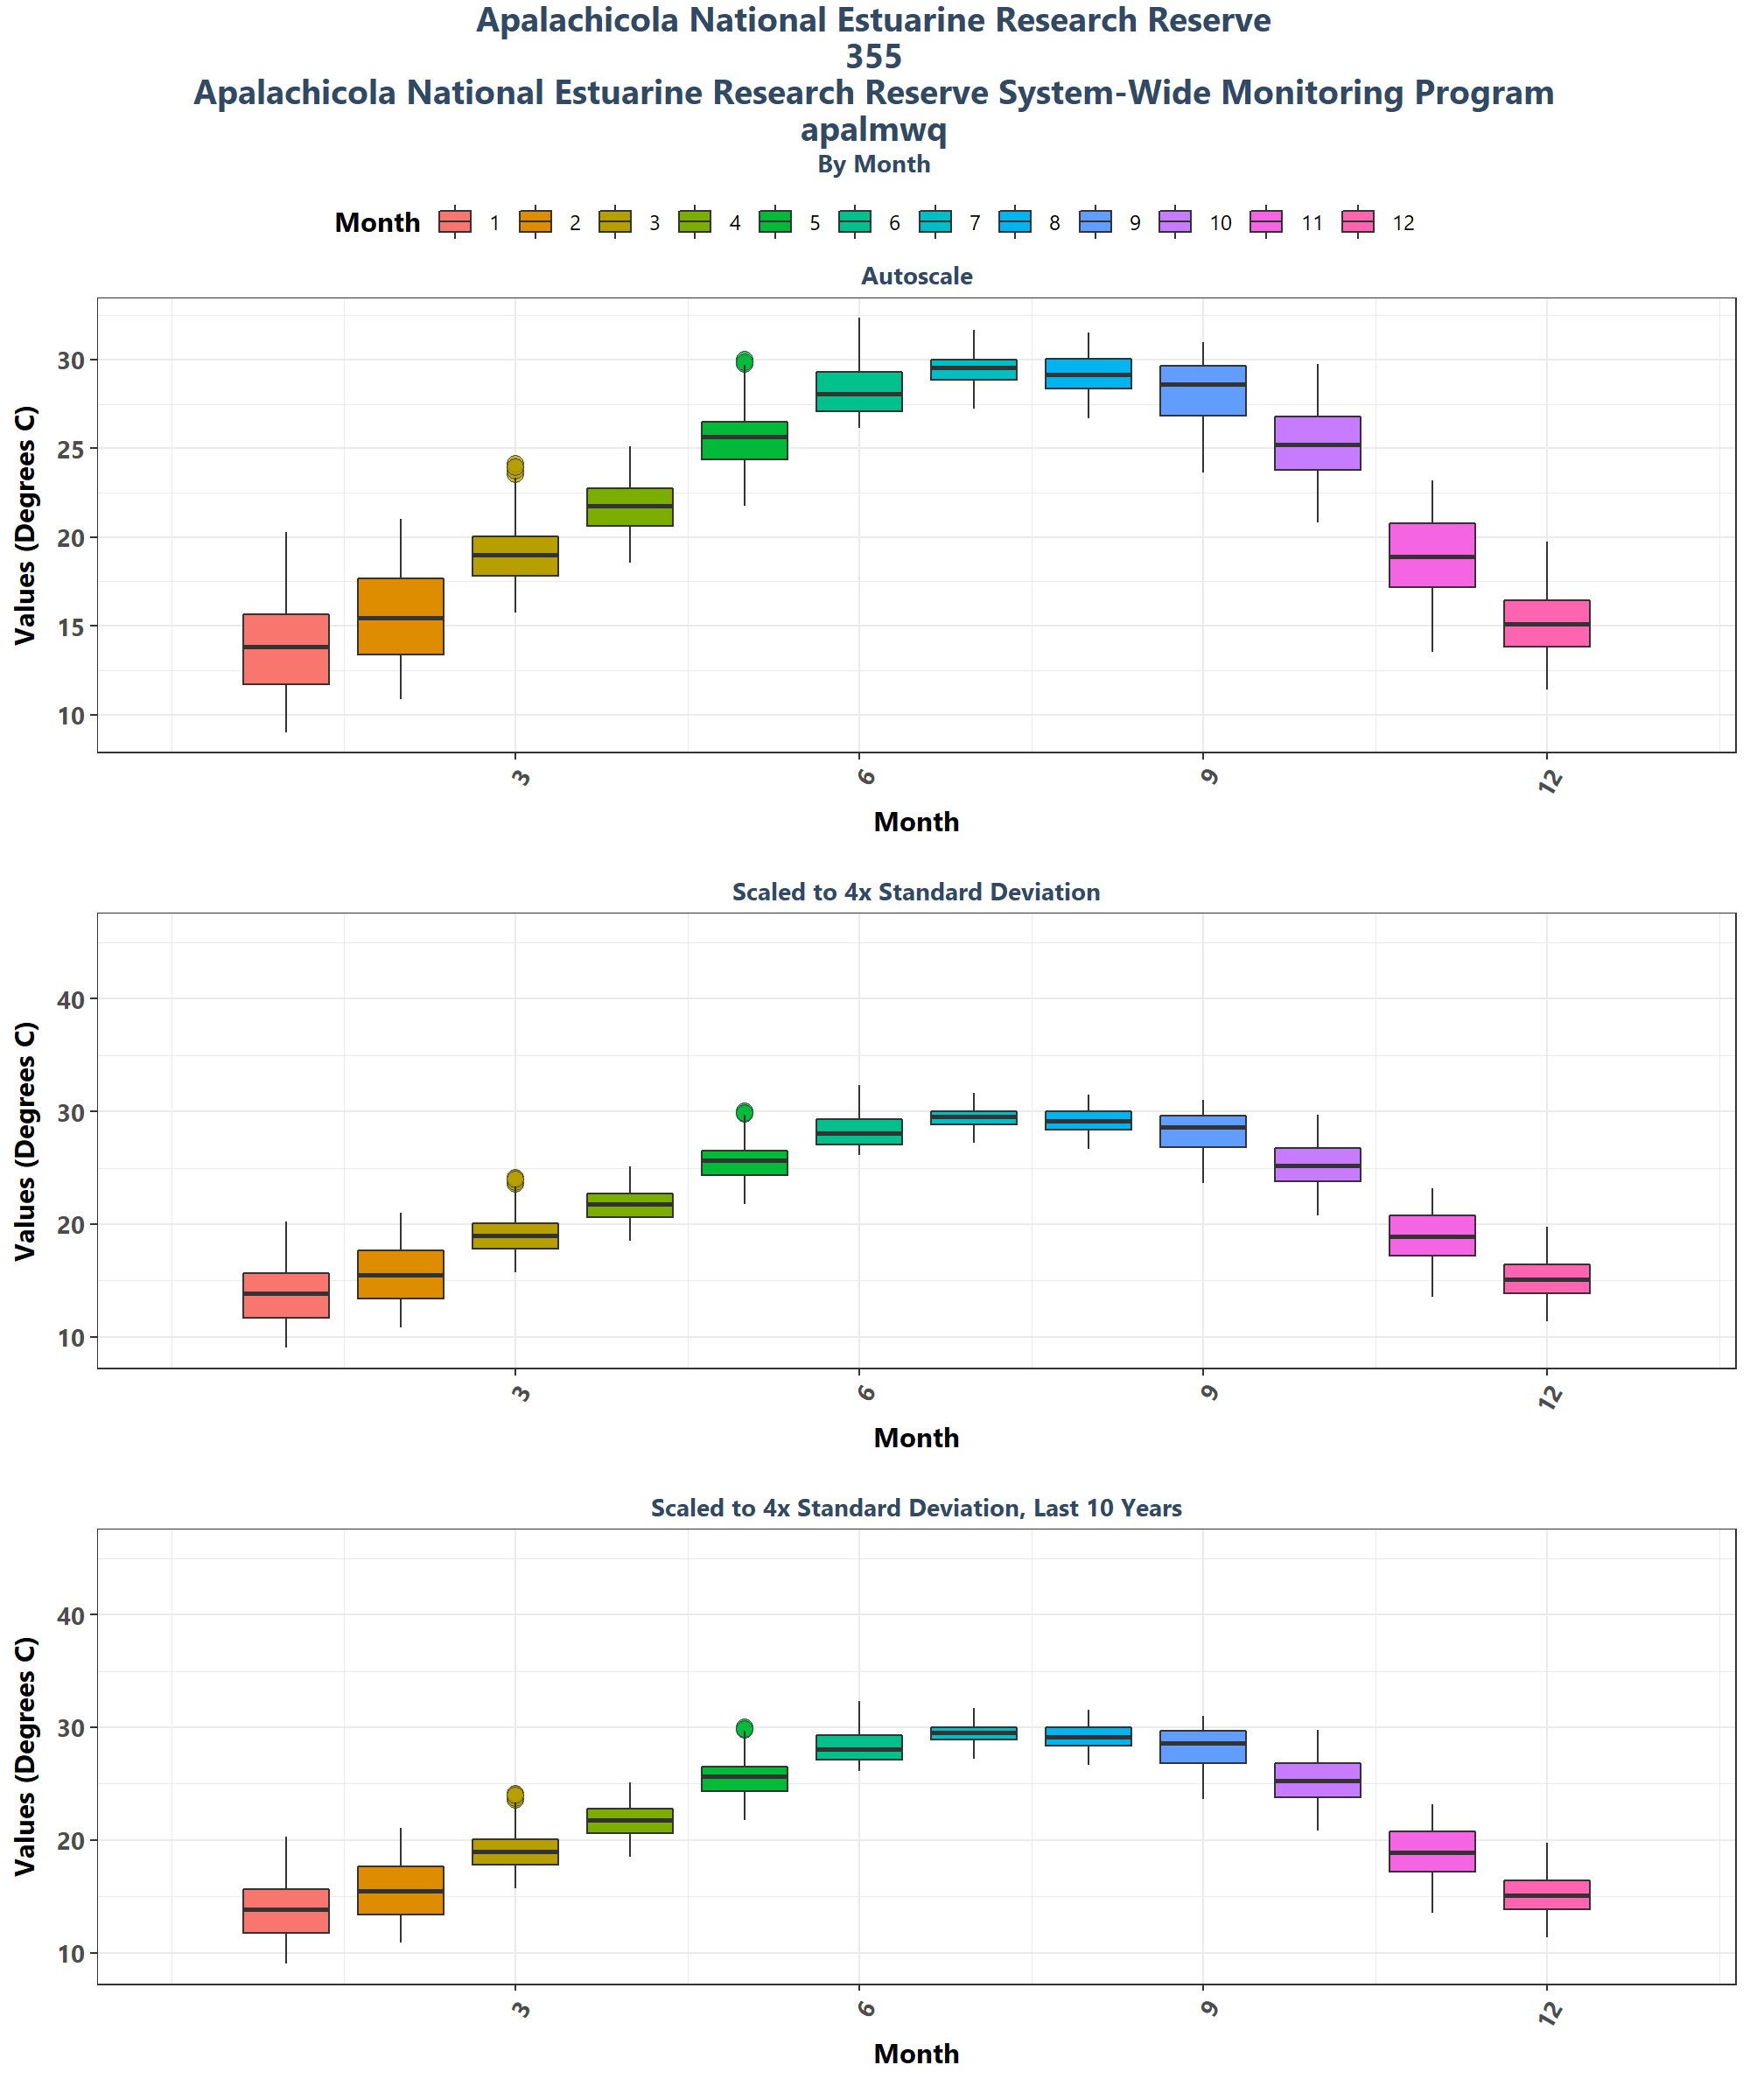 Apalachicola National Estuarine Research Reserve
355
Apalachicola National Estuarine Research Reserve System-Wide Monitoring Program
apalmwq
By Month
Month 1 2 3 4 5 6 7 8 9 10 11 12
Autoscale
Values (Degrees C)
30
25
20
15
10
3 6 9 12
Month
Scaled to 4x Standard Deviation
Values (Degrees C)
40
30
20
10
3 6 9 12
Month
Scaled to 4x Standard Deviation, Last 10 Years
Values (Degrees C)
40
30
20
10
3 6 9 12
Month